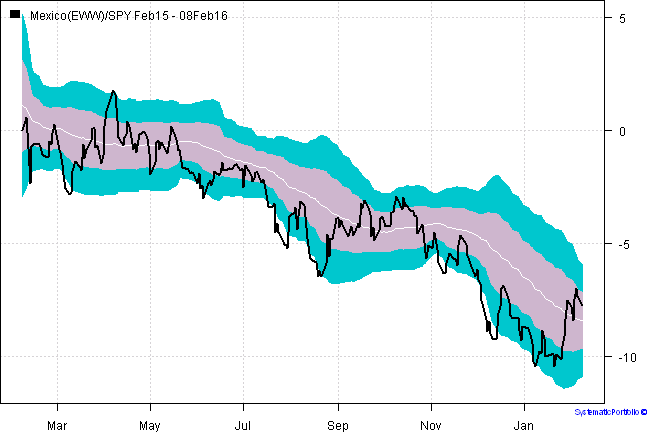 Mexico(EWW)/SPY Feb15 - 08Feb16
5
0
-5
-10
Mar May Jul Sep Nov Jan
SystematicPortfolio ©